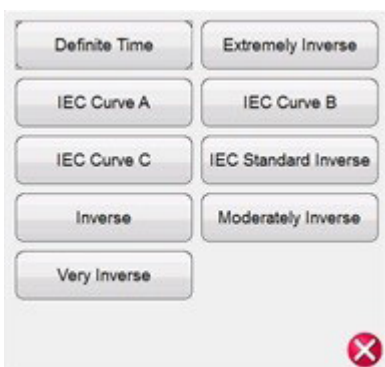 Definite Time
Extremely Inverse
IEC Curve A
IEC Curve B
IEC Curve C
IEC Standard Inverse
Inverse
Moderately Inverse
Very Inverse